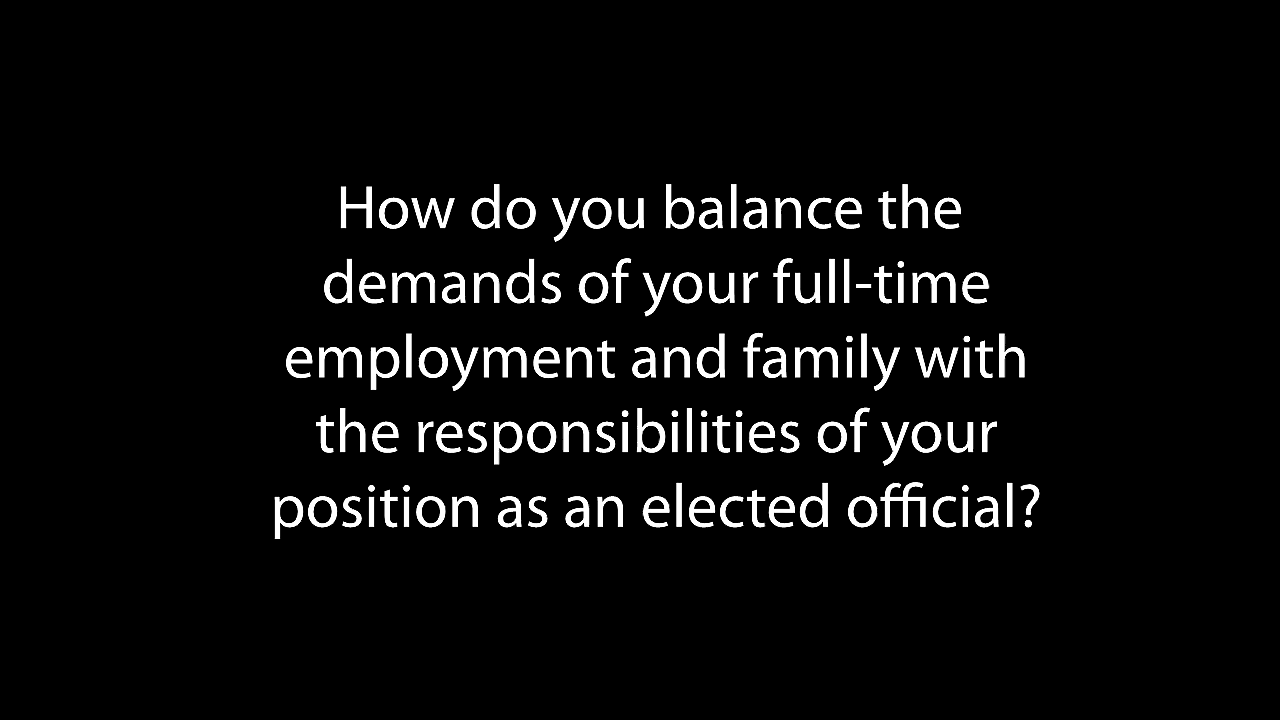 How do you balance the
demands of your full-time
employment and family with
the responsibilities of your
position as an elected official?